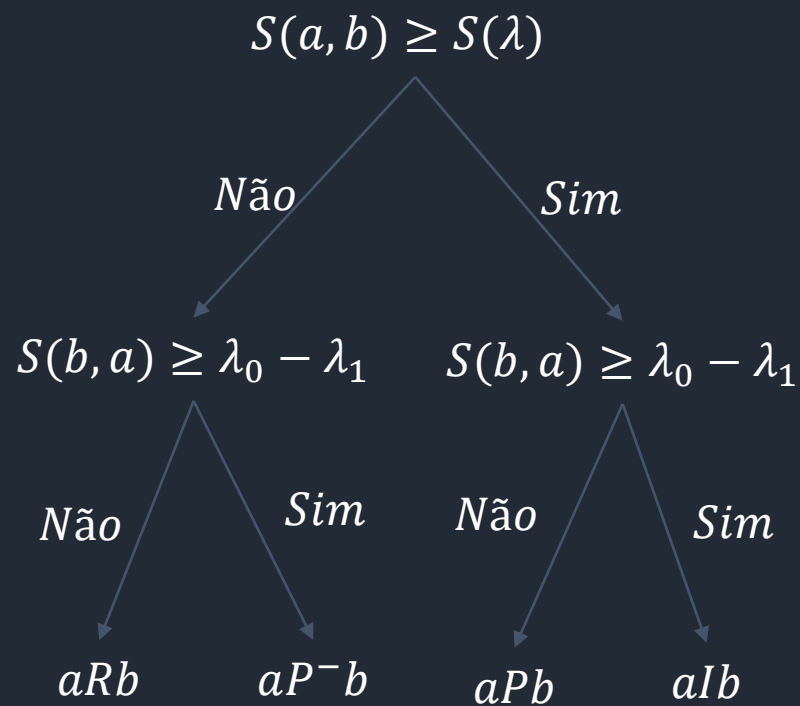 S(a, b) ≥ S(λ)
Não Sim
S(b, a) ≥ λ₀ − λ₁ S(b, a) ≥ λ₀ − λ₁
Não Sim Não Sim
aRb aP⁻b aPb aIb